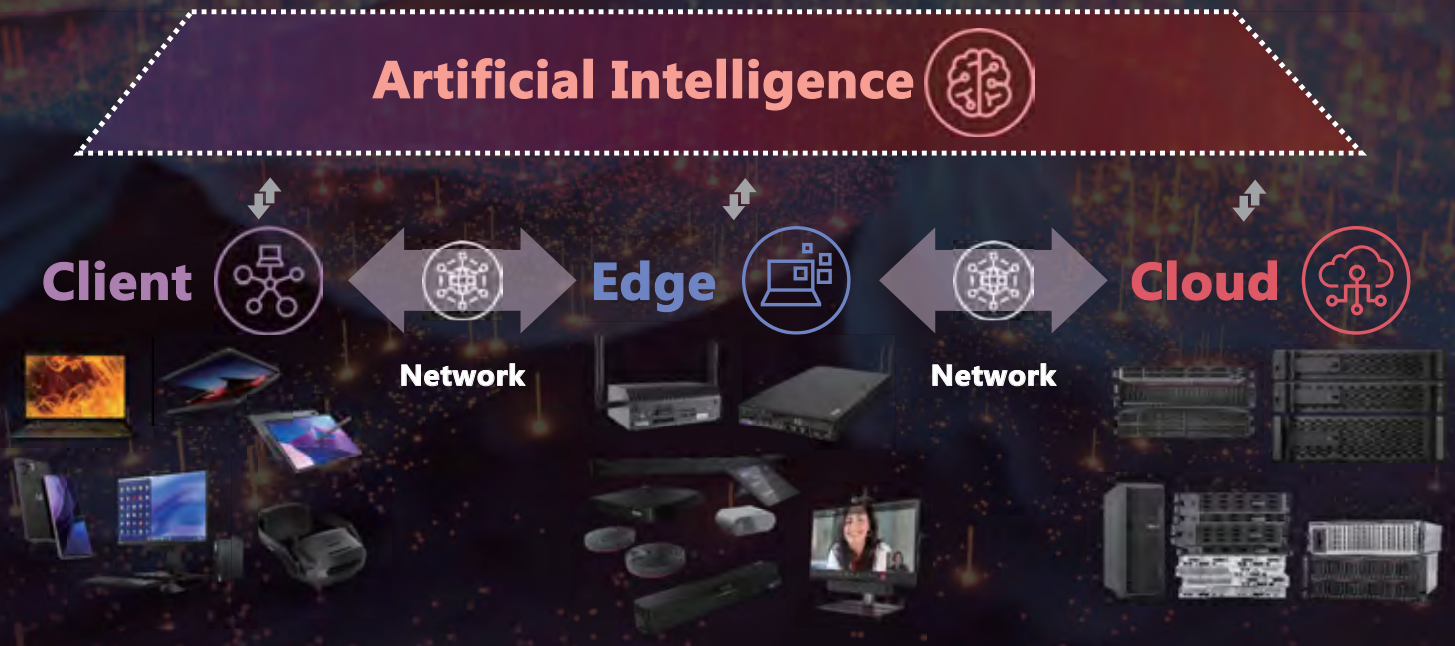 Artificial Intelligence
Client
Network
Edge
Network
Cloud